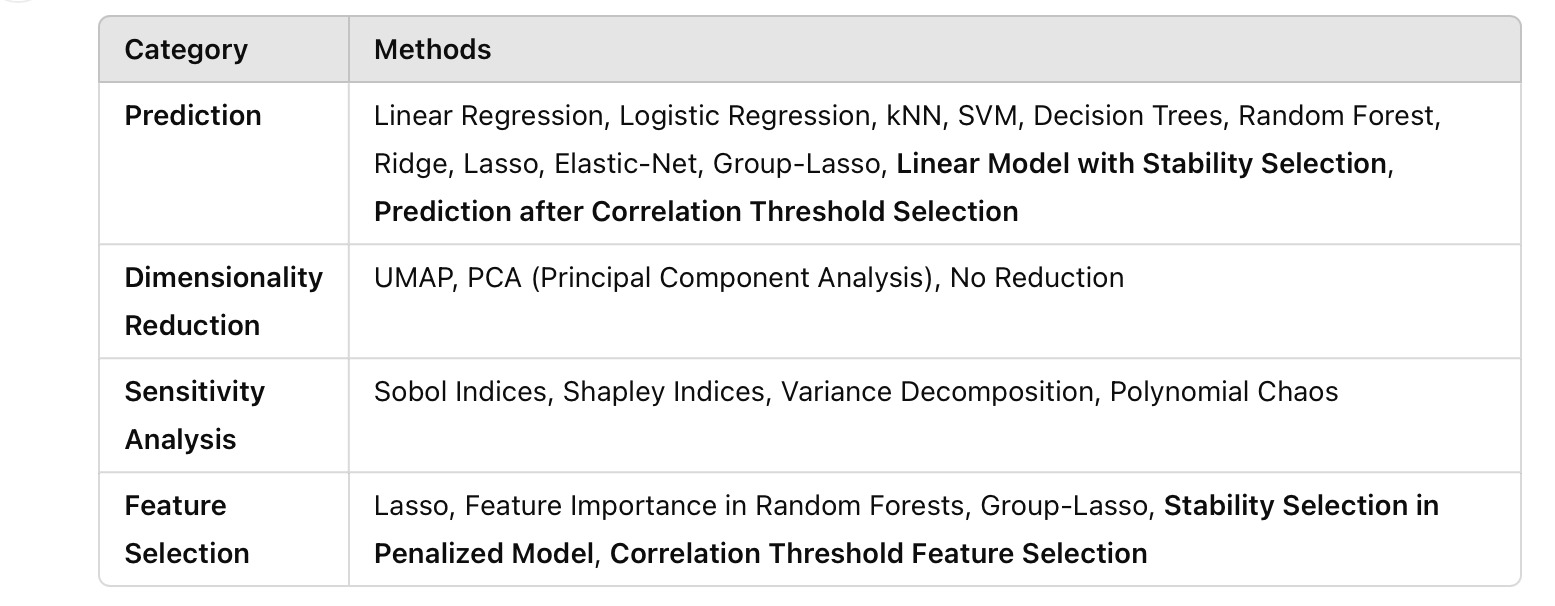 Category Methods
Prediction Linear Regression, Logistic Regression, kNN, SVM, Decision Trees, Random Forest,
Ridge, Lasso, Elastic-Net, Group-Lasso, Linear Model with Stability Selection,
Prediction after Correlation Threshold Selection
Dimensionality UMAP, PCA (Principal Component Analysis), No Reduction
Reduction
Sensitivity Sobol Indices, Shapley Indices, Variance Decomposition, Polynomial Chaos
Analysis
Feature Lasso, Feature Importance in Random Forests, Group-Lasso, Stability Selection in
Selection Penalized Model, Correlation Threshold Feature Selection